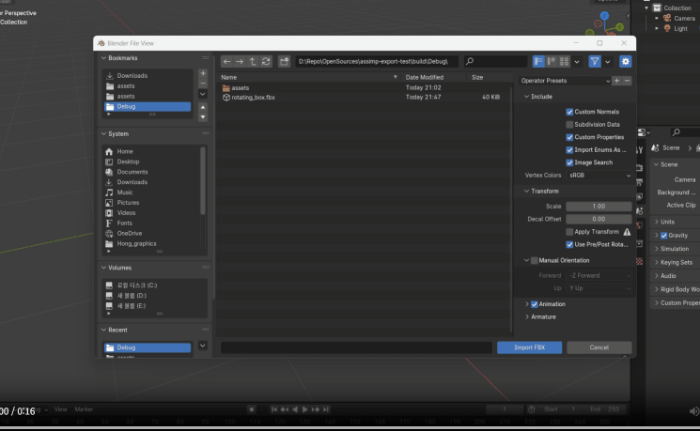 Perspective
Collection
Blender File View
Bookmarks
Downloads
assets
assets
Debug
System
Home
Desktop
Documents
Downloads
Music
Pictures
Videos
Fonts
OneDrive
Hong_graphics
Volumes
로컬 디스크 (C:)
새 볼륨 (D:)
새 볼륨 (E:)
Recent
Debug
assets
D:\Repo\OpenSources\assimp-export-test\build\Debug\
Name Date Modified Size
assets Today 21:02
rotating_box.fbx Today 21:47 40 KiB
Operator Presets
Include
Custom Normals
Subdivision Data
Custom Properties
Import Enums As ...
Image Search
Vertex Colors sRGB
Transform
Scale 1.00
Decal Offset 0.00
Apply Transform
Use Pre/Post Rota...
Manual Orientation
Forward -Z Forward
Up Y Up
Animation
Armature
Import FBX Cancel
Collection
Camera
Light
Scene
Scene
Camera
Background ...
Active Clip
Units
Gravity
Simulation
Keying Sets
Audio
Rigid Body Wo
Custom Proper
00 / 0:16
View Marker
1 Start 1 End 250